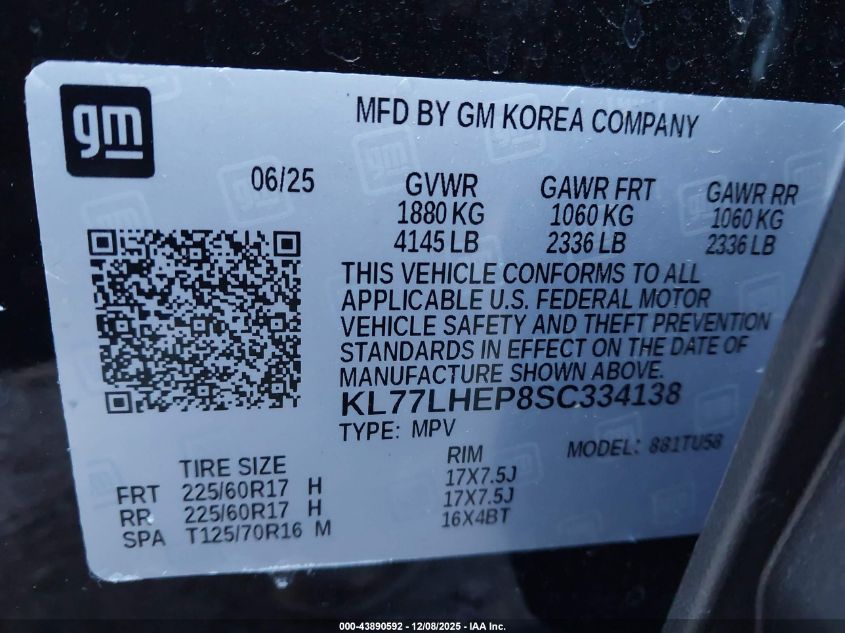 gm
MFD BY GM KOREA COMPANY
06/25 GVWR GAWR FRT GAWR RR
1880 KG 1060 KG 1060 KG
4145 LB 2336 LB 2336 LB
THIS VEHICLE CONFORMS TO ALL
APPLICABLE U.S. FEDERAL MOTOR
VEHICLE SAFETY AND THEFT PREVENTION
STANDARDS IN EFFECT ON THE DATE OF
MANUFACTURE SHOWN ABOVE.
KL77LHEP8SC334138
TYPE: MPV MODEL: 881TU58
TIRE SIZE RIM
FRT 225/60R17 H 17X7.5J
RR 225/60R17 H 17X7.5J
SPA T125/70R16 M 16X4BT
000-43890592 - 12/08/2025 - IAA Inc.